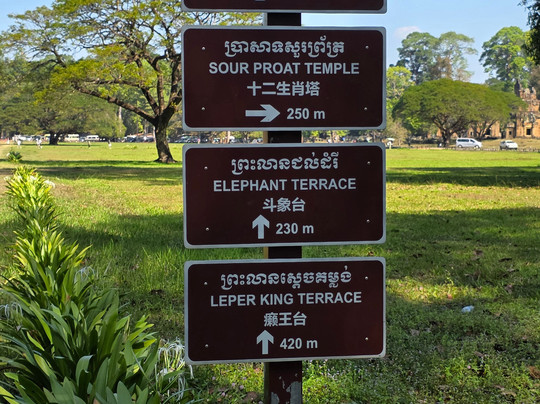 ប្រាសាទសួរព្រ័ត្រ
SOUR PROAT TEMPLE
十二生肖塔
→ 250 m
ព្រះលានជល់ដំរី
ELEPHANT TERRACE
斗象台
↑ 230 m
ព្រះលានស្តេចគម្លង់
LEPER KING TERRACE
癞王台
↑ 420 m